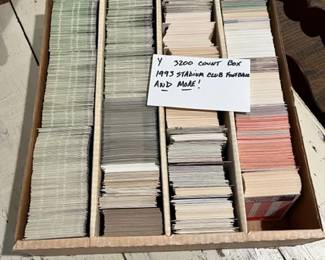 Y 3200 COUNT BOX
1993 STADIUM CLUB FOOTBALL
AND MORE!